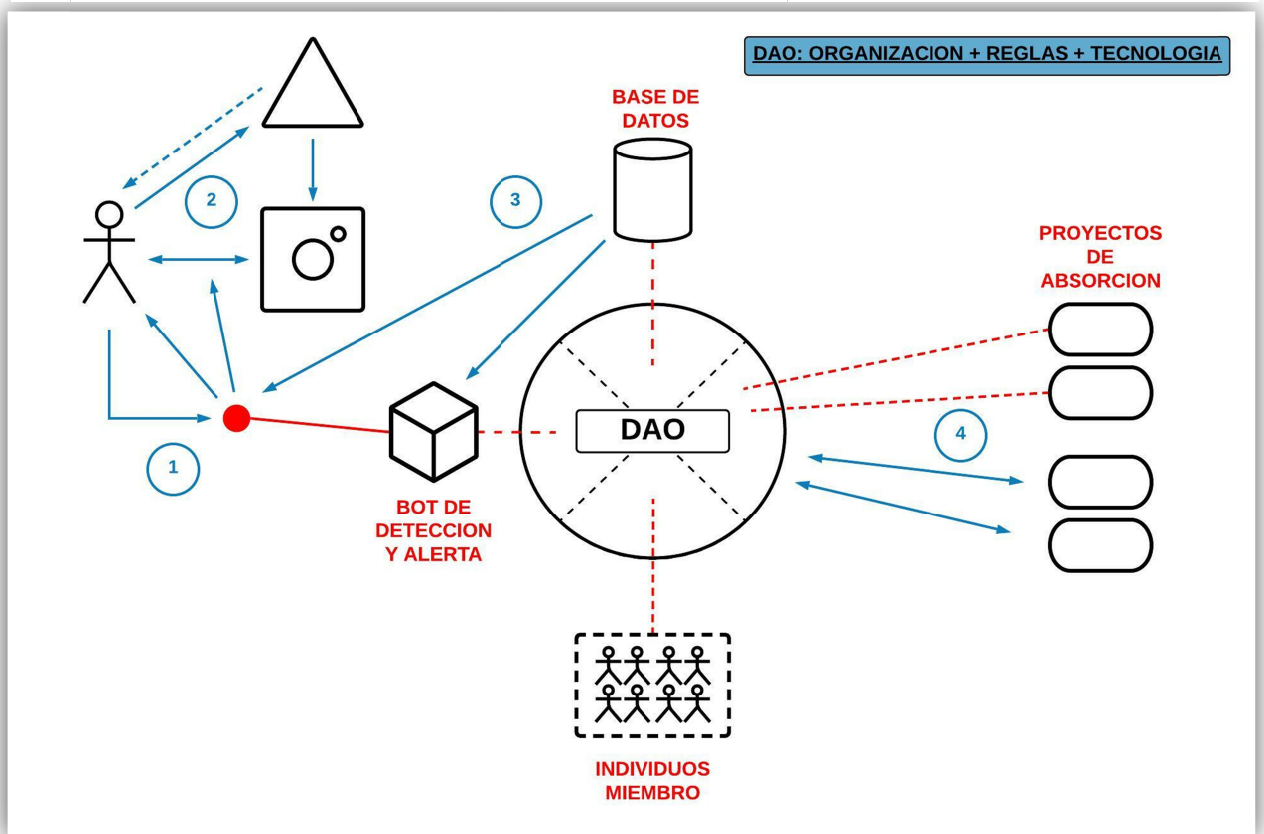 DAO: ORGANIZACION + REGLAS + TECNOLOGIA
BASE DE
DATOS
2
3
PROYECTOS
DE
ABSORCION
DAO
4
1
BOT DE
DETECCION
Y ALERTA
INDIVIDUOS
MIEMBRO